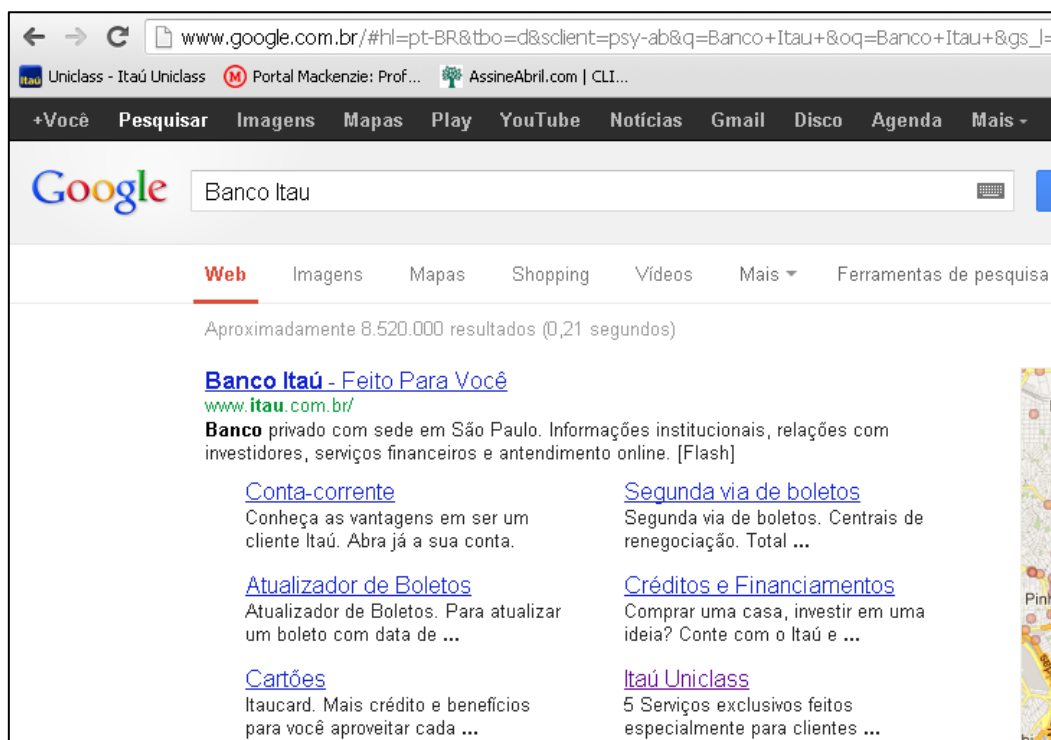 www.google.com.br/#hl=pt-BR&tbo=d&sclient=psy-ab&q=Banco+Itau+&oq=Banco+Itau+&gs_l=
Itaú Uniclass - Itaú Uniclass M Portal Mackenzie: Prof... AssineAbril.com | CLI...
+Você Pesquisar Imagens Mapas Play YouTube Notícias Gmail Disco Agenda Mais
Google Banco Itau
Web Imagens Mapas Shopping Vídeos Mais Ferramentas de pesquisa
Aproximadamente 8.520.000 resultados (0,21 segundos)
Banco Itaú - Feito Para Você
www.itau.com.br/
Banco privado com sede em São Paulo. Informações institucionais, relações com
investidores, serviços financeiros e antendimento online. [Flash]
Conta-corrente
Conheça as vantagens em ser um
cliente Itaú. Abra já a sua conta.
Segunda via de boletos
Segunda via de boletos. Centrais de
renegociação. Total ...
Atualizador de Boletos
Atualizador de Boletos. Para atualizar
um boleto com data de ...
Créditos e Financiamentos
Comprar uma casa, investir em uma
ideia? Conte com o Itaú e ...
Cartões
Itaucard. Mais crédito e benefícios
para você aproveitar cada ...
Itaú Uniclass
5 Serviços exclusivos feitos
especialmente para clientes ...